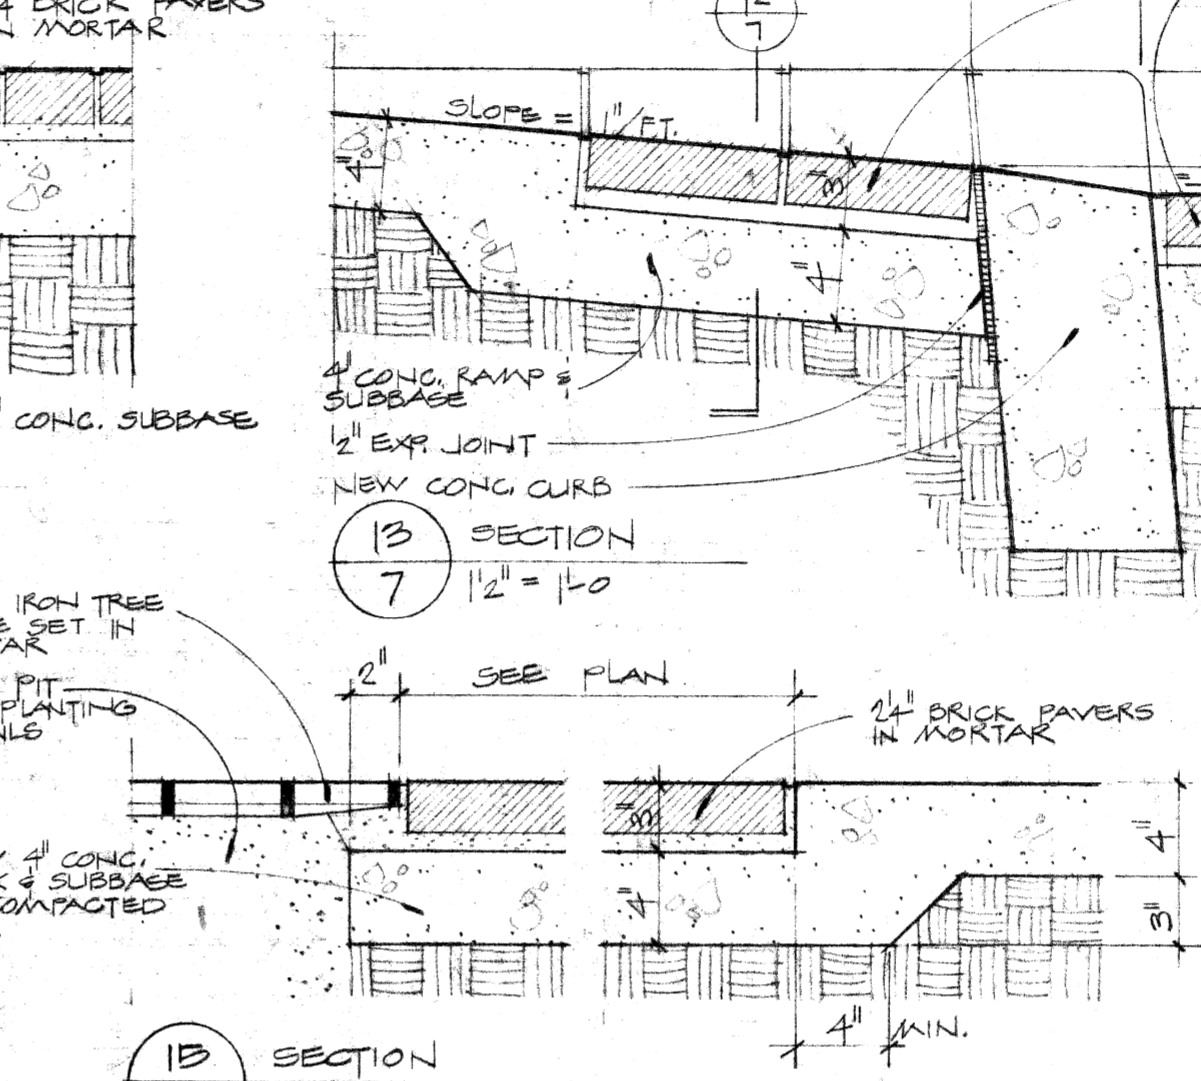 BRICK PAVERS
IN MORTAR
7
SLOPE = 1"/FT.
4"
3"
4"
1"
4" CONC. RAMP &
SUBBASE
1/2" EXP. JOINT
NEW CONC. CURB
CONC. SUBBASE
13
7
SECTION
1 1/2" = 1'-0
IRON TREE
SET IN
PIT
PLANTING
4" CONC.
& SUBBASE
COMPACTED
2"
SEE PLAN
2 1/4" BRICK PAVERS
IN MORTAR
3"
4"
4"
3"
4" MIN.
15
SECTION